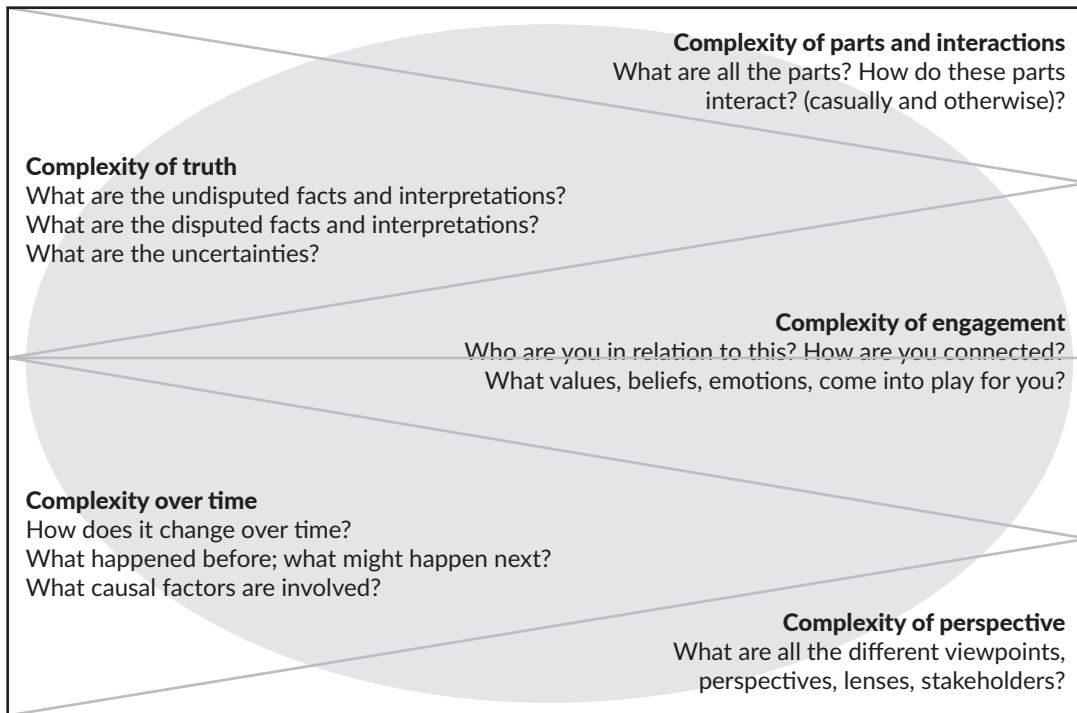 Complexity of parts and interactions
What are all the parts? How do these parts
interact? (casually and otherwise)?
Complexity of truth
What are the undisputed facts and interpretations?
What are the disputed facts and interpretations?
What are the uncertainties?
Complexity of engagement
Who are you in relation to this? How are you connected?
What values, beliefs, emotions, come into play for you?
Complexity over time
How does it change over time?
What happened before; what might happen next?
What causal factors are involved?
Complexity of perspective
What are all the different viewpoints,
perspectives, lenses, stakeholders?